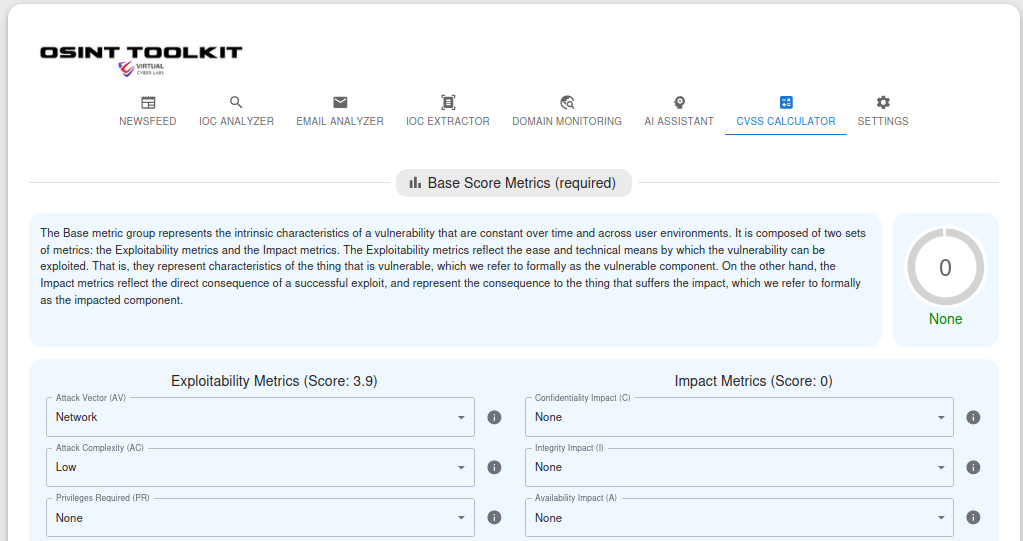 OSINT TOOLKIT
VIRTUAL
CYBER LABS
NEWSFEED IOC ANALYZER EMAIL ANALYZER IOC EXTRACTOR DOMAIN MONITORING AI ASSISTANT CVSS CALCULATOR SETTINGS
Base Score Metrics (required)
The Base metric group represents the intrinsic characteristics of a vulnerability that are constant over time and across user environments. It is composed of two sets
of metrics: the Exploitability metrics and the Impact metrics. The Exploitability metrics reflect the ease and technical means by which the vulnerability can be
exploited. That is, they represent characteristics of the thing that is vulnerable, which we refer to formally as the vulnerable component. On the other hand, the
Impact metrics reflect the direct consequence of a successful exploit, and represent the consequence to the thing that suffers the impact, which we refer to formally
as the impacted component.
0
None
Exploitability Metrics (Score: 3.9)
Attack Vector (AV)
Network
Attack Complexity (AC)
Low
Privileges Required (PR)
None
Impact Metrics (Score: 0)
Confidentiality Impact (C)
None
Integrity Impact (I)
None
Availability Impact (A)
None